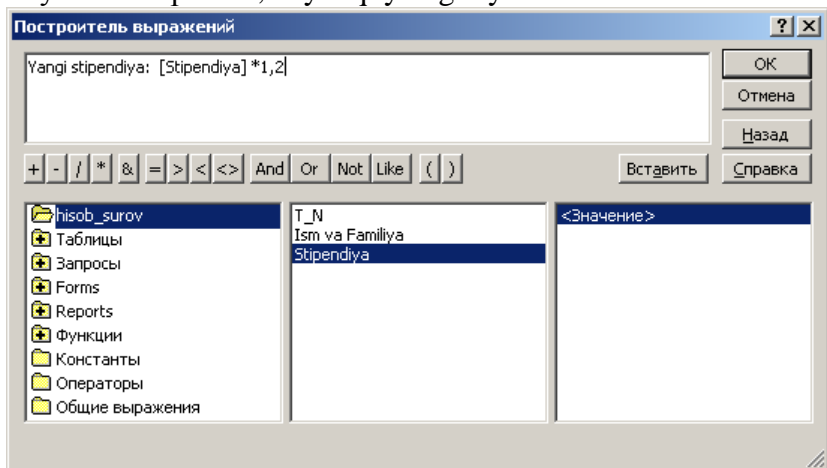 Построитель выражений
Yangi stipendiya: [Stipendiya] *1,2
ОК
Отмена
Назад
+ - / * & = > < <> And Or Not Like ( )
Вставить
Справка
hisob_surov
Таблицы
Запросы
Forms
Reports
Функции
Константы
Операторы
Общие выражения
T_N
Ism va Familiya
Stipendiya
<Значение>